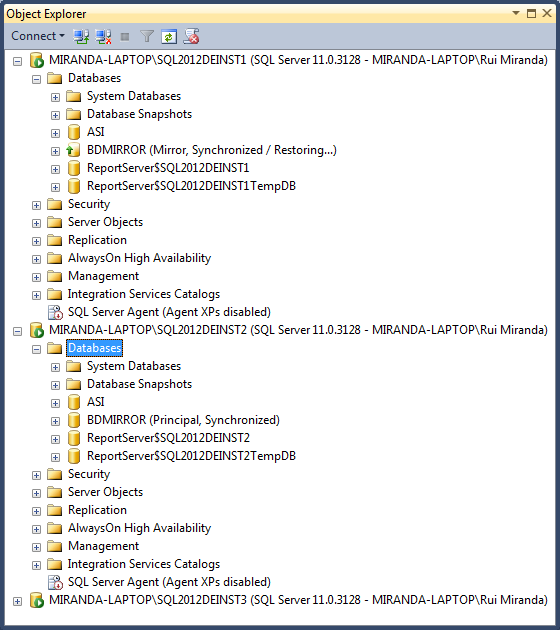 Object Explorer
Connect
MIRANDA-LAPTOP\SQL2012DEINST1 (SQL Server 11.0.3128 - MIRANDA-LAPTOP\Rui Miranda)
Databases
System Databases
Database Snapshots
ASI
BDMIRROR (Mirror, Synchronized / Restoring...)
ReportServer$SQL2012DEINST1
ReportServer$SQL2012DEINST1TempDB
Security
Server Objects
Replication
AlwaysOn High Availability
Management
Integration Services Catalogs
SQL Server Agent (Agent XPs disabled)
MIRANDA-LAPTOP\SQL2012DEINST2 (SQL Server 11.0.3128 - MIRANDA-LAPTOP\Rui Miranda)
Databases
System Databases
Database Snapshots
ASI
BDMIRROR (Principal, Synchronized)
ReportServer$SQL2012DEINST2
ReportServer$SQL2012DEINST2TempDB
Security
Server Objects
Replication
AlwaysOn High Availability
Management
Integration Services Catalogs
SQL Server Agent (Agent XPs disabled)
MIRANDA-LAPTOP\SQL2012DEINST3 (SQL Server 11.0.3128 - MIRANDA-LAPTOP\Rui Miranda)